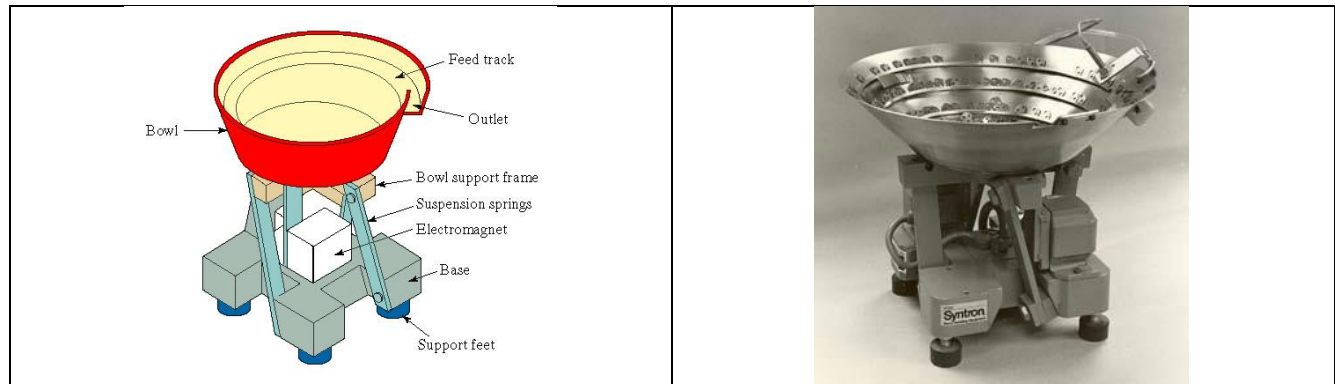 Feed track
Outlet
Bowl
Bowl support frame
Suspension springs
Electromagnet
Base
Support feet
Syntron